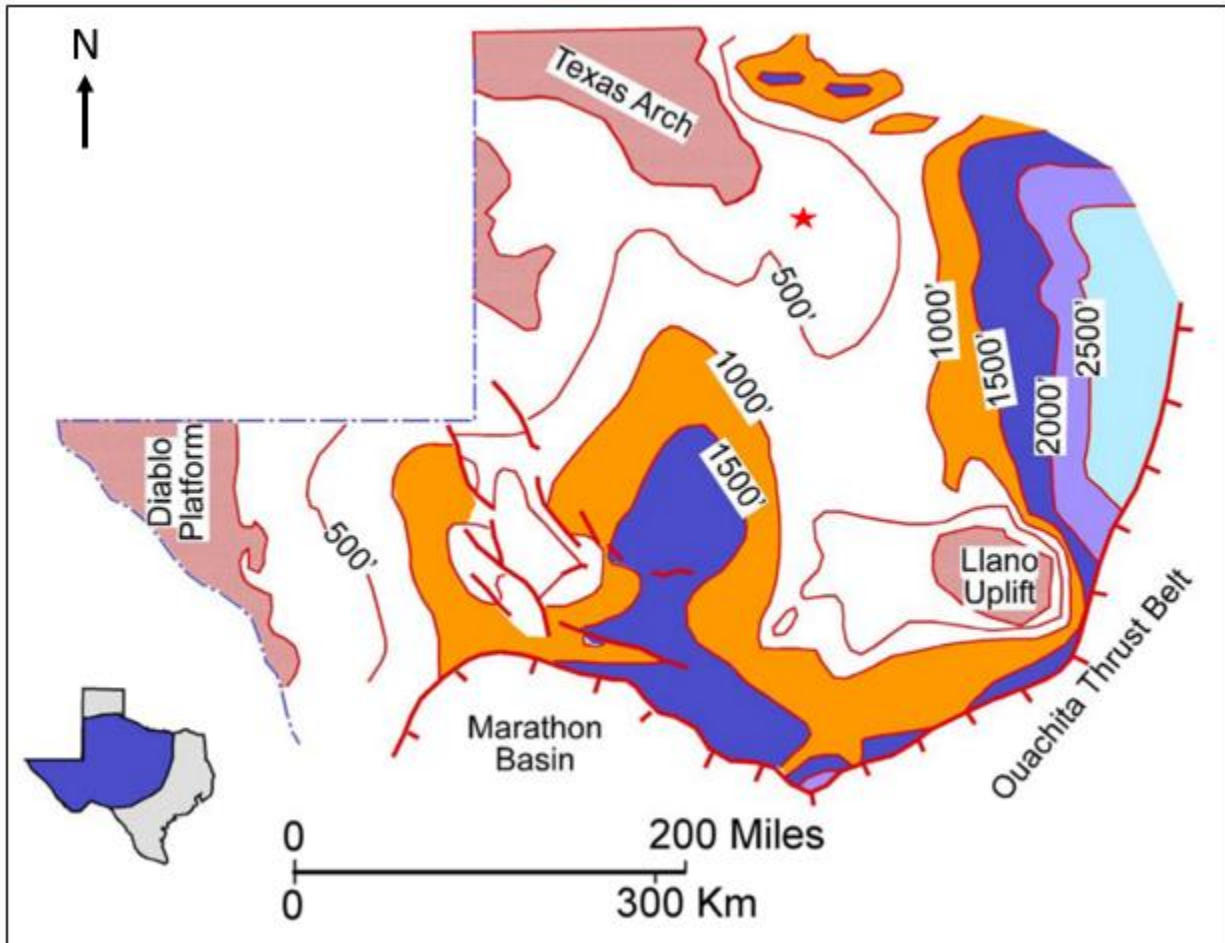 N
Texas
Arch
500’
1000’
1500’
2000’
2500’
1000’
1500’
Diablo
Platform
500’
Llano
Uplift
Marathon
Basin
Ouachita Thrust Belt
0
200 Miles
0
300 Km